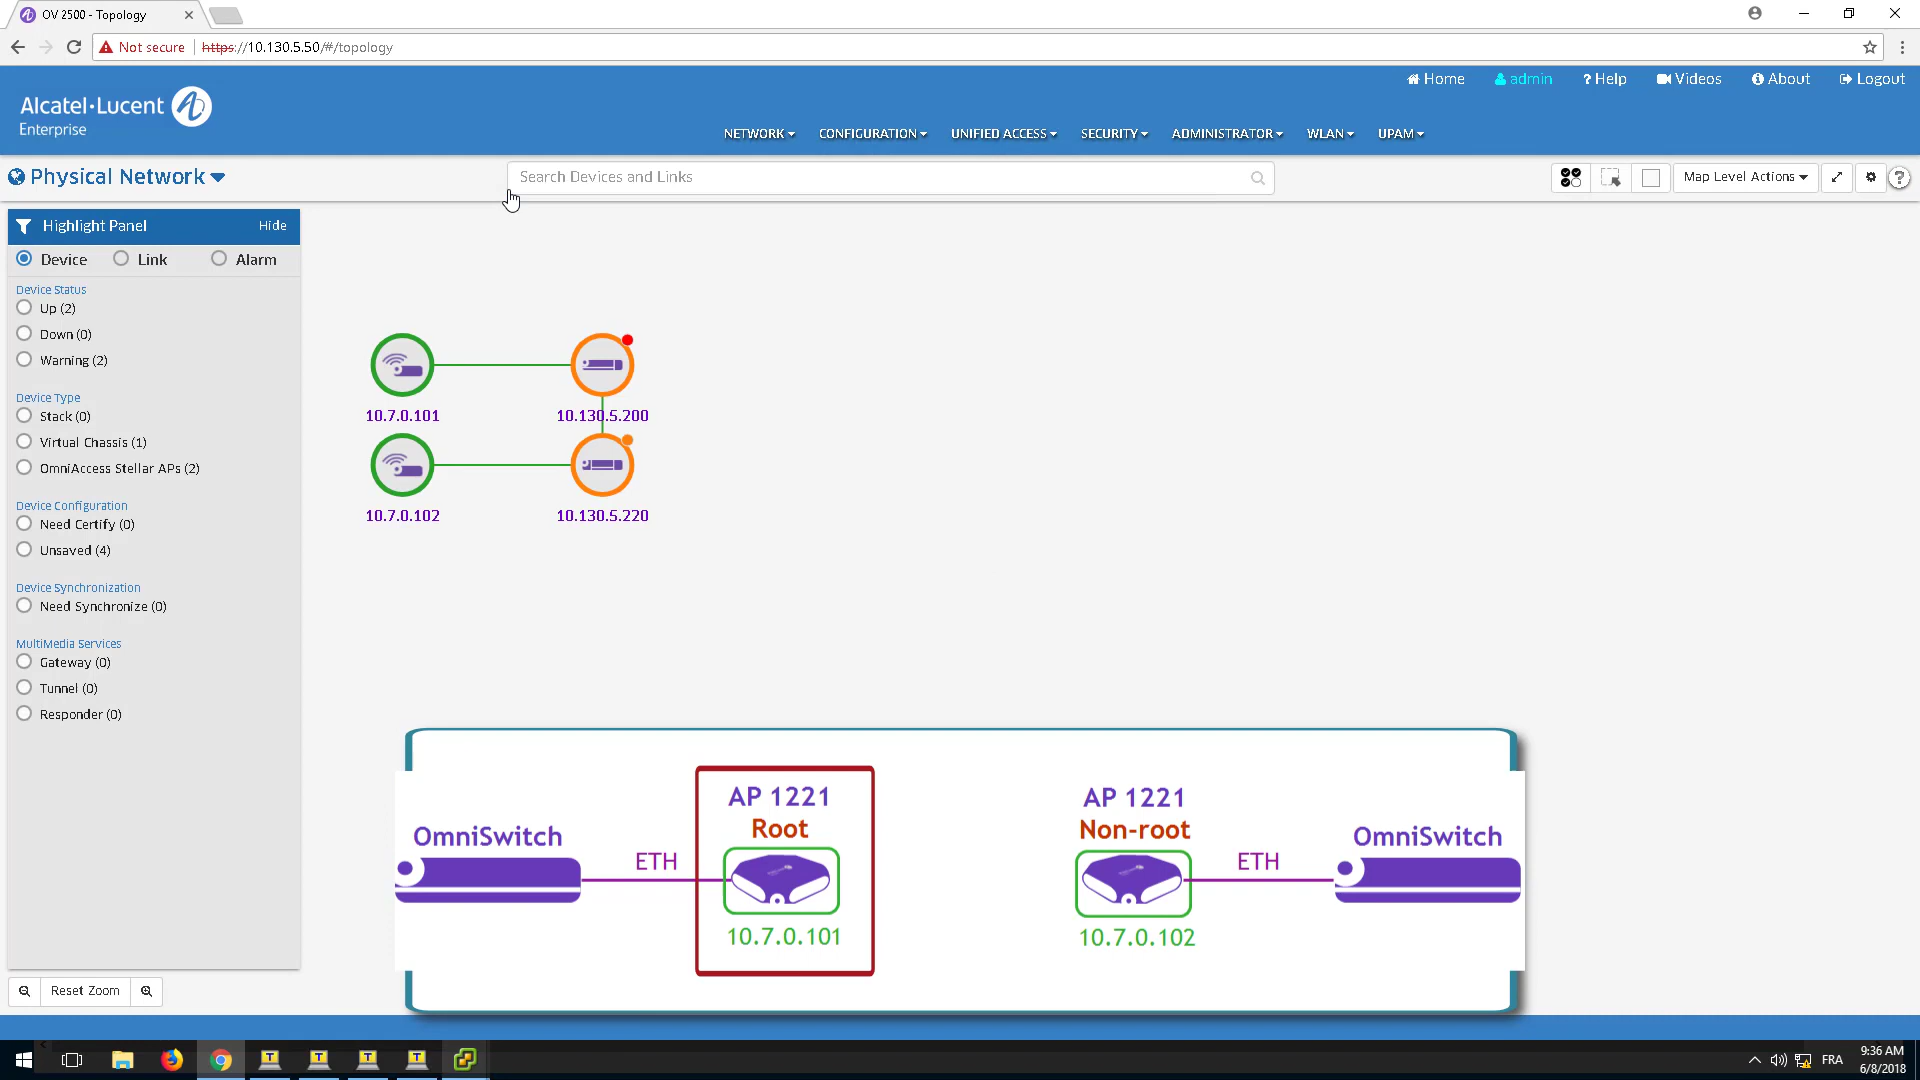 OV 2500 - Topology
Not secure
https://10.130.5.50/#/topology
Home
admin
? Help
Videos
About
Logout
Alcatel·Lucent
Enterprise
NETWORK
CONFIGURATION
UNIFIED ACCESS
SECURITY
ADMINISTRATOR
WLAN
UPAM
Physical Network
Search Devices and Links
Map Level Actions
?
Highlight Panel
Hide
Device
Link
Alarm
Device Status
Up (2)
Down (0)
Warning (2)
Device Type
Stack (0)
Virtual Chassis (1)
OmniAccess Stellar APs (2)
Device Configuration
Need Certify (0)
Unsaved (4)
Device Synchronization
Need Synchronize (0)
MultiMedia Services
Gateway (0)
Tunnel (0)
Responder (0)
10.7.0.101
10.130.5.200
10.7.0.102
10.130.5.220
AP 1221
Root
AP 1221
Non-root
OmniSwitch
ETH
ETH
OmniSwitch
10.7.0.101
10.7.0.102
Reset Zoom
FRA
9:36 AM
6/8/2018